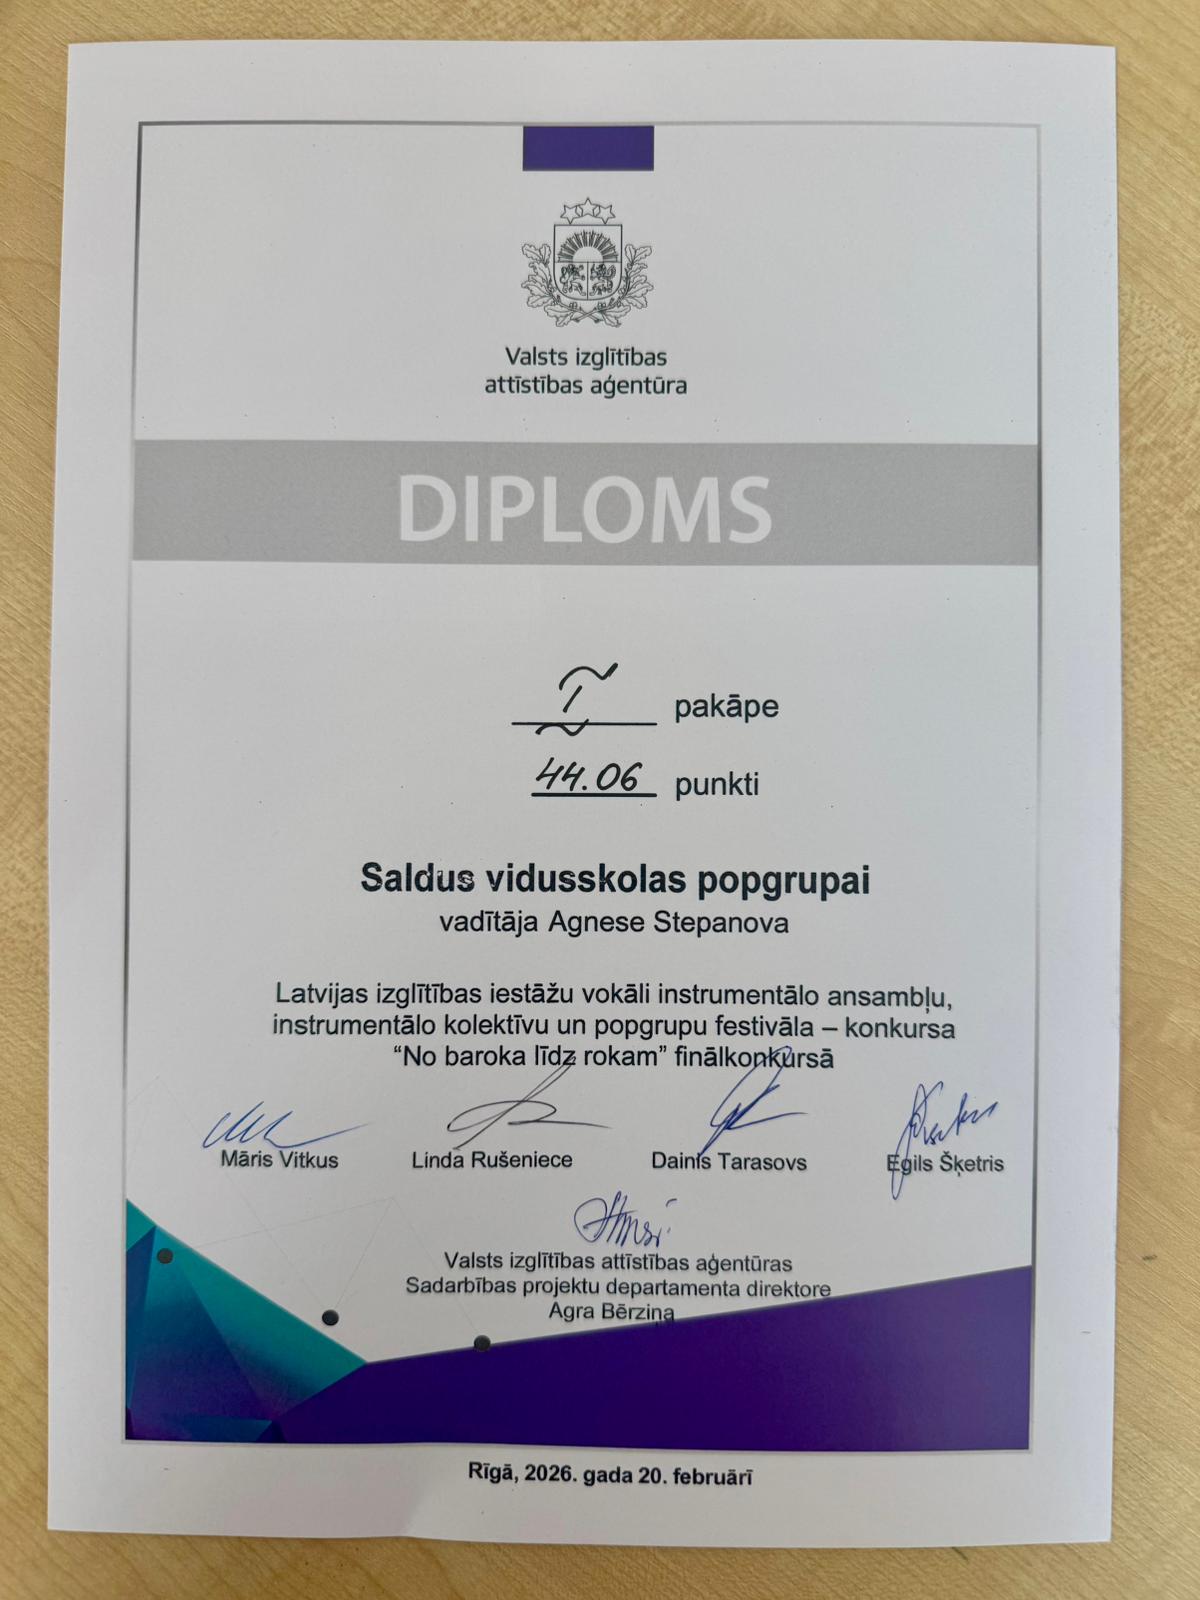 Valsts izglītības
attīstības aģentūra
DIPLOMS
I pakāpe
44.06 punkti
Saldus vidusskolas popgrupai
vadītāja Agnese Stepanova
Latvijas izglītības iestāžu vokāli instrumentālo ansambļu,
instrumentālo kolektīvu un popgrupu festivāla – konkursa
“No baroka līdz rokam” finālkonkursā
Māris Vitkus Linda Rušeniece Dainis Tarasovs Egils Šķetris
Valsts izglītības attīstības aģentūras
Sadarbības projektu departamenta direktore
Agra Bērziņa
Rīgā, 2026. gada 20. februārī